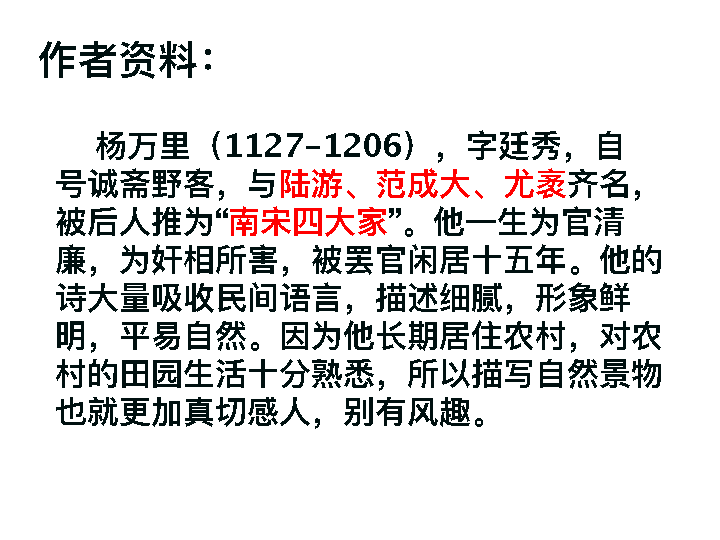 作者资料：
杨万里（1127-1206），字廷秀，自
号诚斋野客，与陆游、范成大、尤袤齐名，
被后人推为“南宋四大家”。他一生为官清
廉，为奸相所害，被罢官闲居十五年。他的
诗大量吸收民间语言，描述细腻，形象鲜
明，平易自然。因为他长期居住农村，对农
村的田园生活十分熟悉，所以描写自然景物
也就更加真切感人，别有风趣。